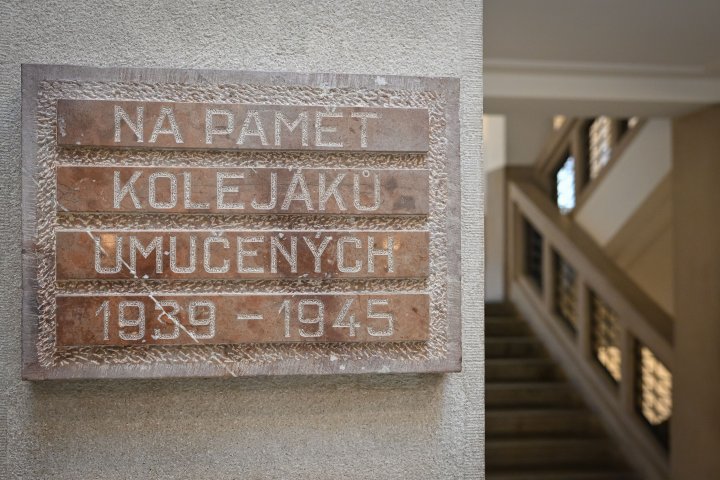 NA PAMĚŤ
KOLEJÁKŮ
UMUČENÝCH
1939 – 1945